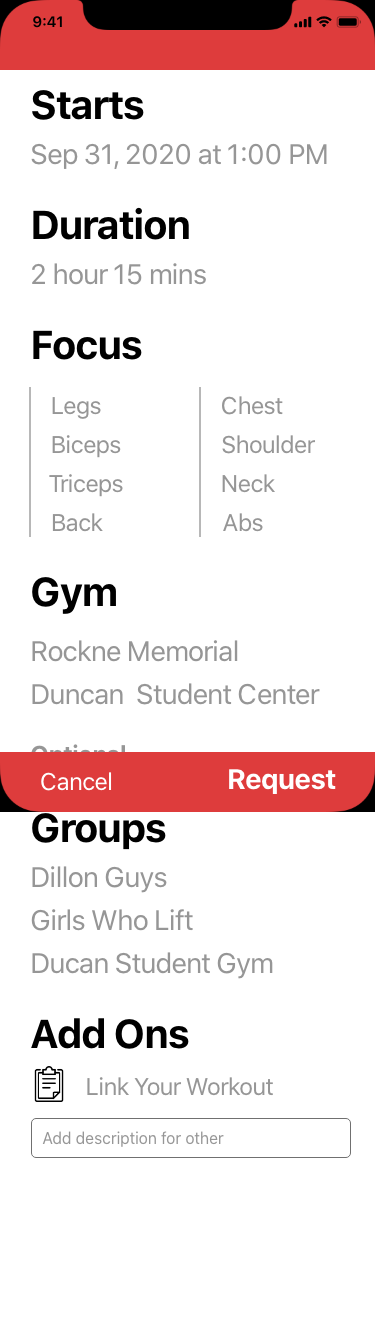 9:41
Starts
Sep 31, 2020 at 1:00 PM
Duration
2 hour 15 mins
Focus
Legs
Biceps
Triceps
Back
Chest
Shoulder
Neck
Abs
Gym
Rockne Memorial
Duncan Student Center
Optional
Cancel
Request
Groups
Dillon Guys
Girls Who Lift
Ducan Student Gym
Add Ons
Link Your Workout
Add description for other